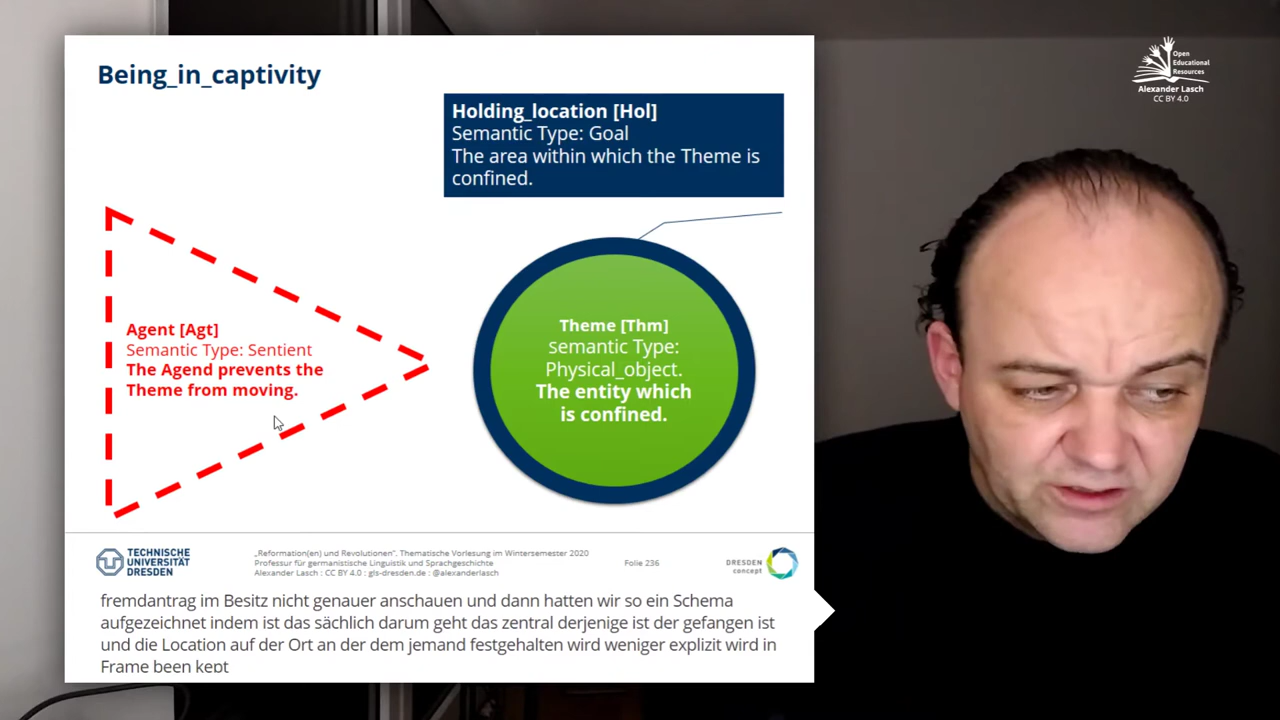 Being_in_captivity
Open
Educational
Resources
Alexander Lasch
CC BY 4.0
Holding_location [Hol]
Semantic Type: Goal
The area within which the Theme is
confined.
Agent [Agt]
Semantic Type: Sentient
The Agend prevents the
Theme from moving.
Theme [Thm]
semantic Type:
Physical_object.
The entity which
is confined.
TECHNISCHE
UNIVERSITÄT
DRESDEN
„Reformation(en) und Revolutionen", Thematische Vorlesung im Wintersemester 2020
Professur für germanistische Linguistik und Sprachgeschichte
Alexander Lasch : CC BY 4.0 : gls-dresden.de : @alexanderlasch
Folie 236
DRESDEN
concept
fremdantrag im Besitz nicht genauer anschauen und dann hatten wir so ein Schema
aufgezeichnet indem ist das sächlich darum geht das zentral derjenige ist der gefangen ist
und die Location auf der Ort an der dem jemand festgehalten wird weniger explizit wird in
Frame been kept